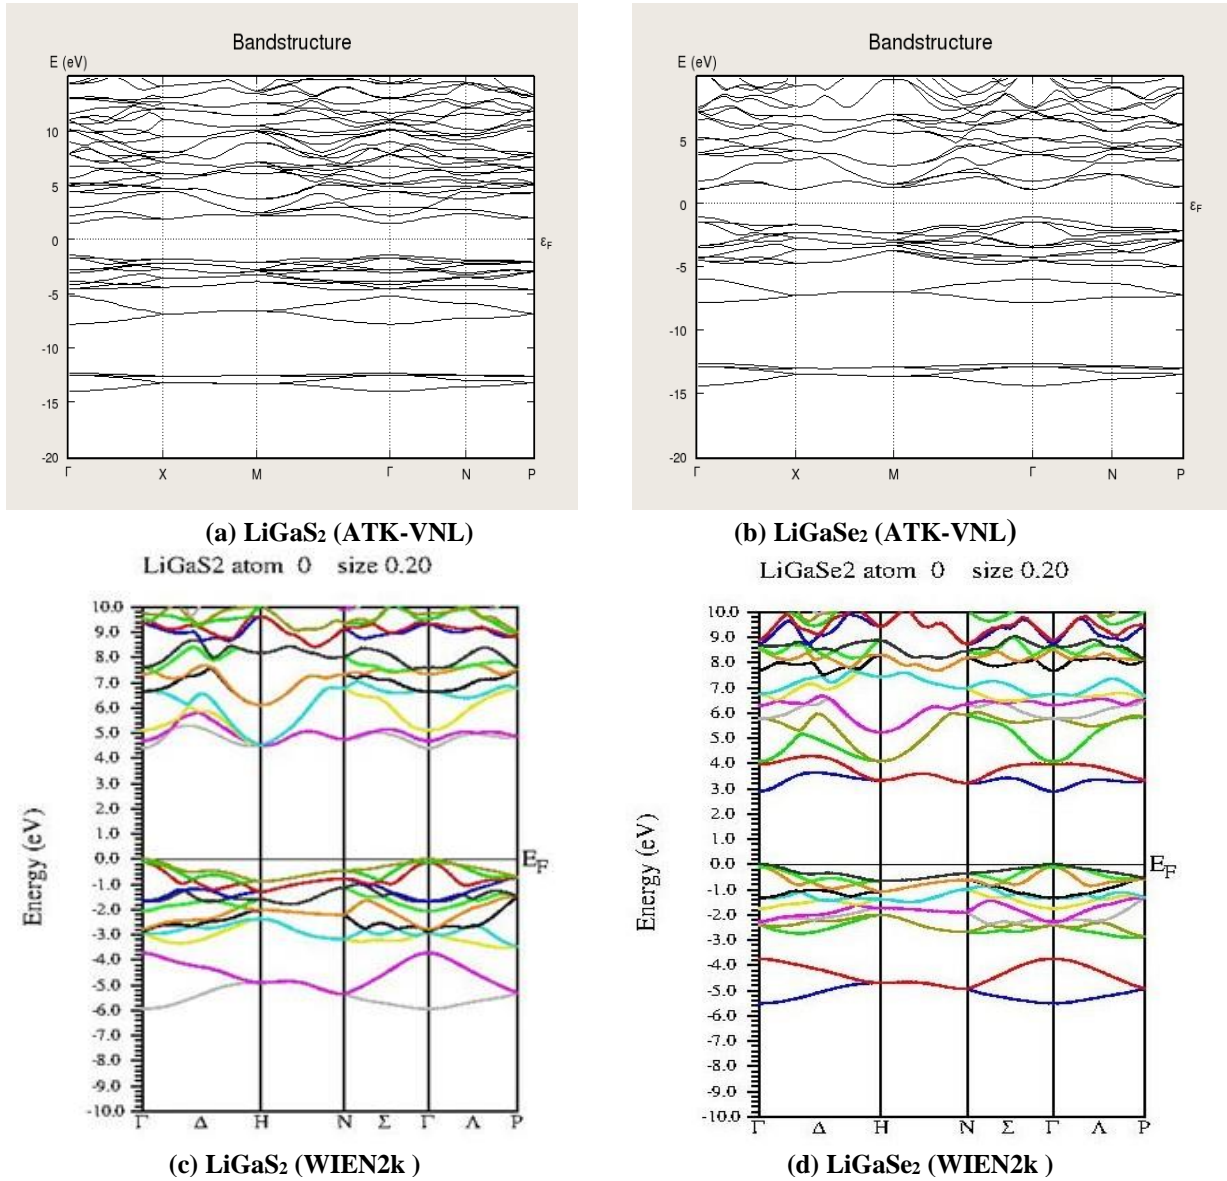 Bandstructure
E (eV)
10
5
0
-5
-10
-15
-20
εF
Γ X M Γ N P
(a) LiGaS₂ (ATK-VNL)
Bandstructure
E (eV)
5
0
-5
-10
-15
-20
εF
Γ X M Γ N P
(b) LiGaSe₂ (ATK-VNL)
LiGaS2 atom 0 size 0.20
Energy (eV)
10.0
9.0
8.0
7.0
6.0
5.0
4.0
3.0
2.0
1.0
0.0
-1.0
-2.0
-3.0
-4.0
-5.0
-6.0
-7.0
-8.0
-9.0
-10.0
EF
Γ Δ H N Σ Γ Λ P
(c) LiGaS₂ (WIEN2k )
LiGaSe2 atom 0 size 0.20
Energy (eV)
10.0
9.0
8.0
7.0
6.0
5.0
4.0
3.0
2.0
1.0
0.0
-1.0
-2.0
-3.0
-4.0
-5.0
-6.0
-7.0
-8.0
-9.0
-10.0
EF
Γ Δ H N Σ Γ Λ P
(d) LiGaSe₂ (WIEN2k )